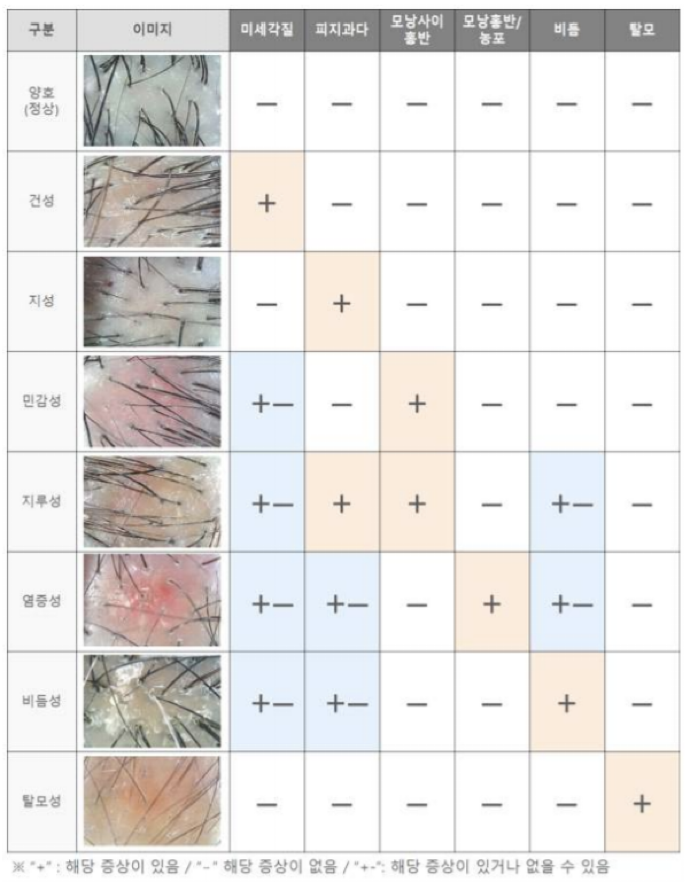 구분 이미지 미세각질 피지과다 모낭사이 홍반 모낭홍반/농포 비듬 탈모
양호 (정상) — — — — — —
건성 + — — — — —
지성 — + — — — —
민감성 +— — + — — —
지루성 +— + + — +— —
염증성 +— +— — + +— —
비듬성 +— +— — — + —
탈모성 — — — — — +
※ "+" : 해당 증상이 있음 / "-" 해당 증상이 없음 / "+-": 해당 증상이 있거나 없을 수 있음